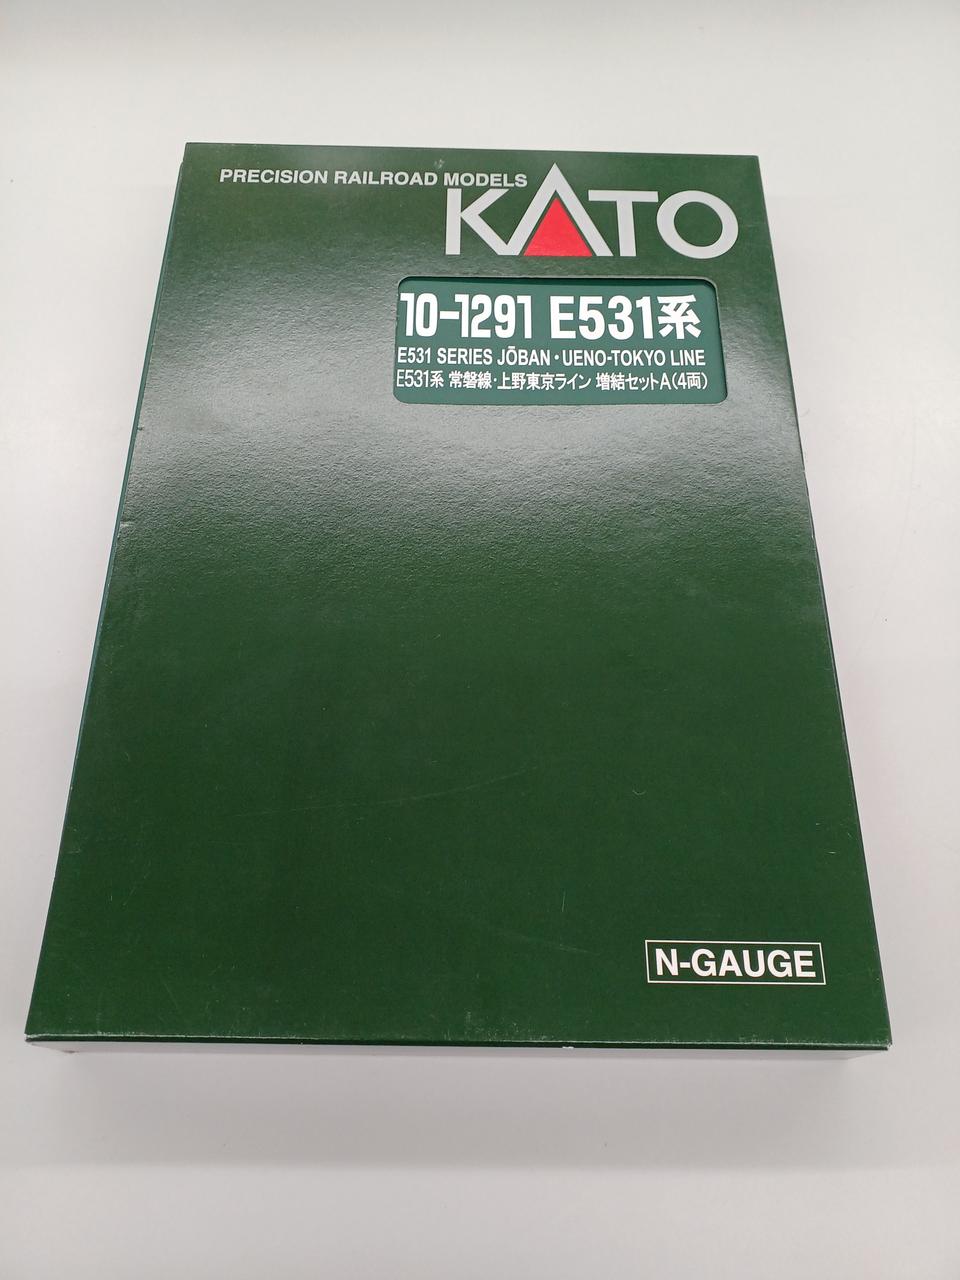 PRECISION RAILROAD MODELS
KATO
10-1291 E531系
E531 SERIES JŌBAN・UENO-TOKYO LINE
E531系 常磐線・上野東京ライン 増結セットA(4両)
N-GAUGE